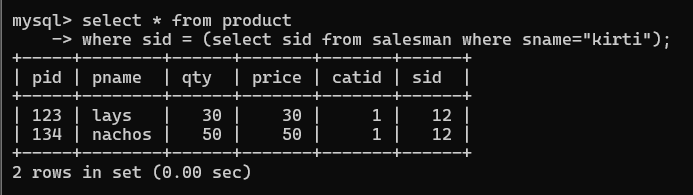 mysql> select * from product
    -> where sid = (select sid from salesman where sname="kirti");
+-----+--------+------+-------+-------+------+
| pid | pname  | qty  | price | catid | sid  |
+-----+--------+------+-------+-------+------+
| 123 | lays   |   30 |    30 |     1 |   12 |
| 134 | nachos |   50 |    50 |     1 |   12 |
+-----+--------+------+-------+-------+------+
2 rows in set (0.00 sec)